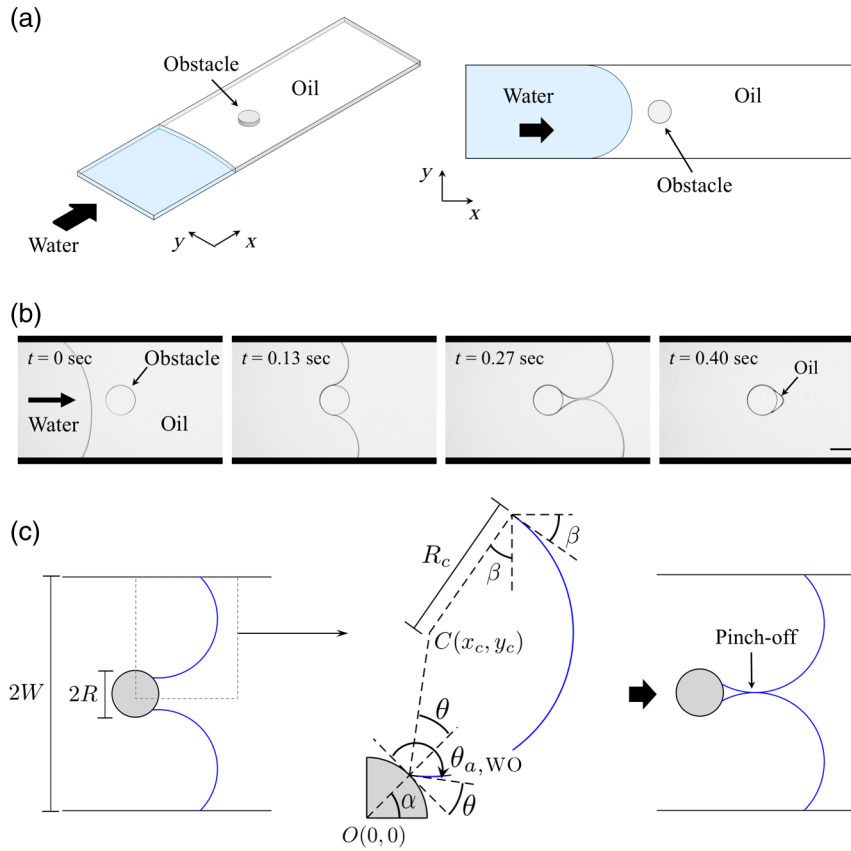 (a)
Obstacle
Oil
Water
y
x
Water
Oil
Obstacle
y
x
(b)
t = 0 sec
Obstacle
Water
Oil
t = 0.13 sec
t = 0.27 sec
t = 0.40 sec
Oil
(c)
2W
2R
R_c
β
β
C(x_c, y_c)
θ
θ_{a, WO}
θ
α
O(0, 0)
Pinch-off